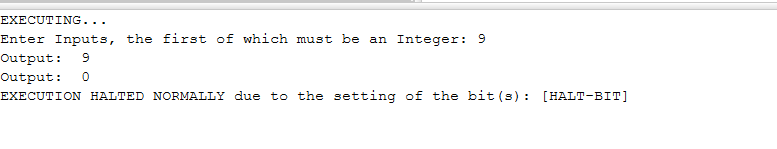 EXECUTING...
Enter Inputs, the first of which must be an Integer: 9
Output:  9
Output:  0
EXECUTION HALTED NORMALLY due to the setting of the bit(s): [HALT-BIT]